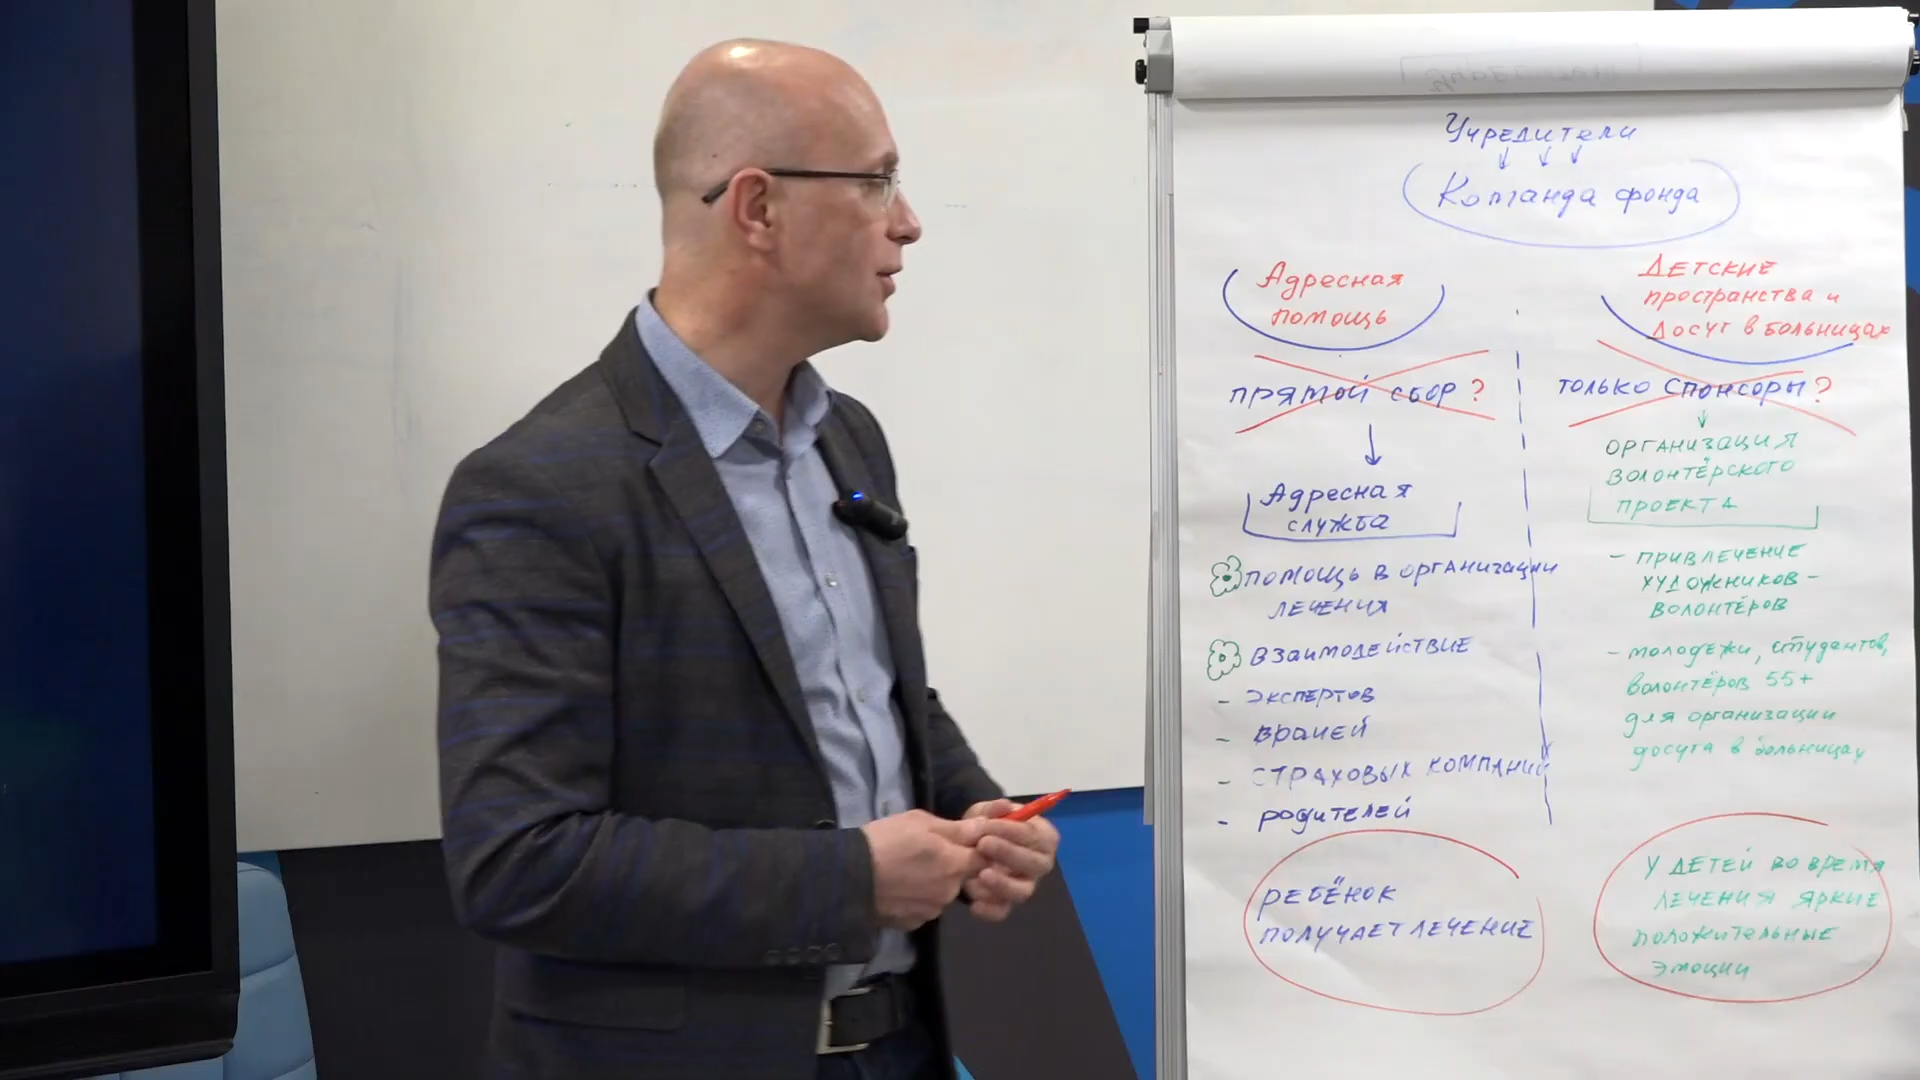 Учредители
Команда фонда
Адресная
помощь
прямой сбор?
Адресная
служба
помощь в организации
лечения
взаимодействие
- экспертов
- врачей
- страховых компаний
- родителей
РЕБЁНОК
ПОЛУЧАЕТ ЛЕЧЕНИЕ
Детские
пространства и
досуг в больницах
только спонсоры?
организация
волонтёрского
проекта
- привлечение
художников-
волонтёров
- молодежи, студентов,
волонтёров 55+
для организации
досуга в больницах
У ДЕТЕЙ ВО ВРЕМЯ
ЛЕЧЕНИЯ ЯРКИЕ
положительные
эмоции